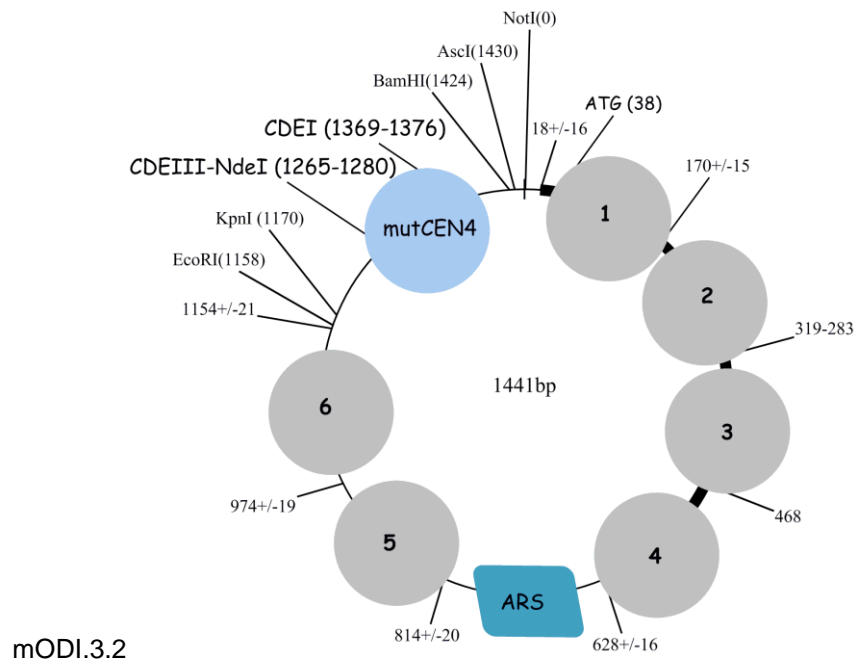 NotI(0)
AscI(1430)
BamHI(1424)
ATG (38)
18+/-16
CDEI (1369-1376)
CDEIII-NdeI (1265-1280)
170+/-15
KpnI (1170)
mutCEN4
1
EcoRI(1158)
2
1154+/-21
319-283
1441bp
6
3
974+/-19
468
5
4
ARS
814+/-20
628+/-16
mODI.3.2